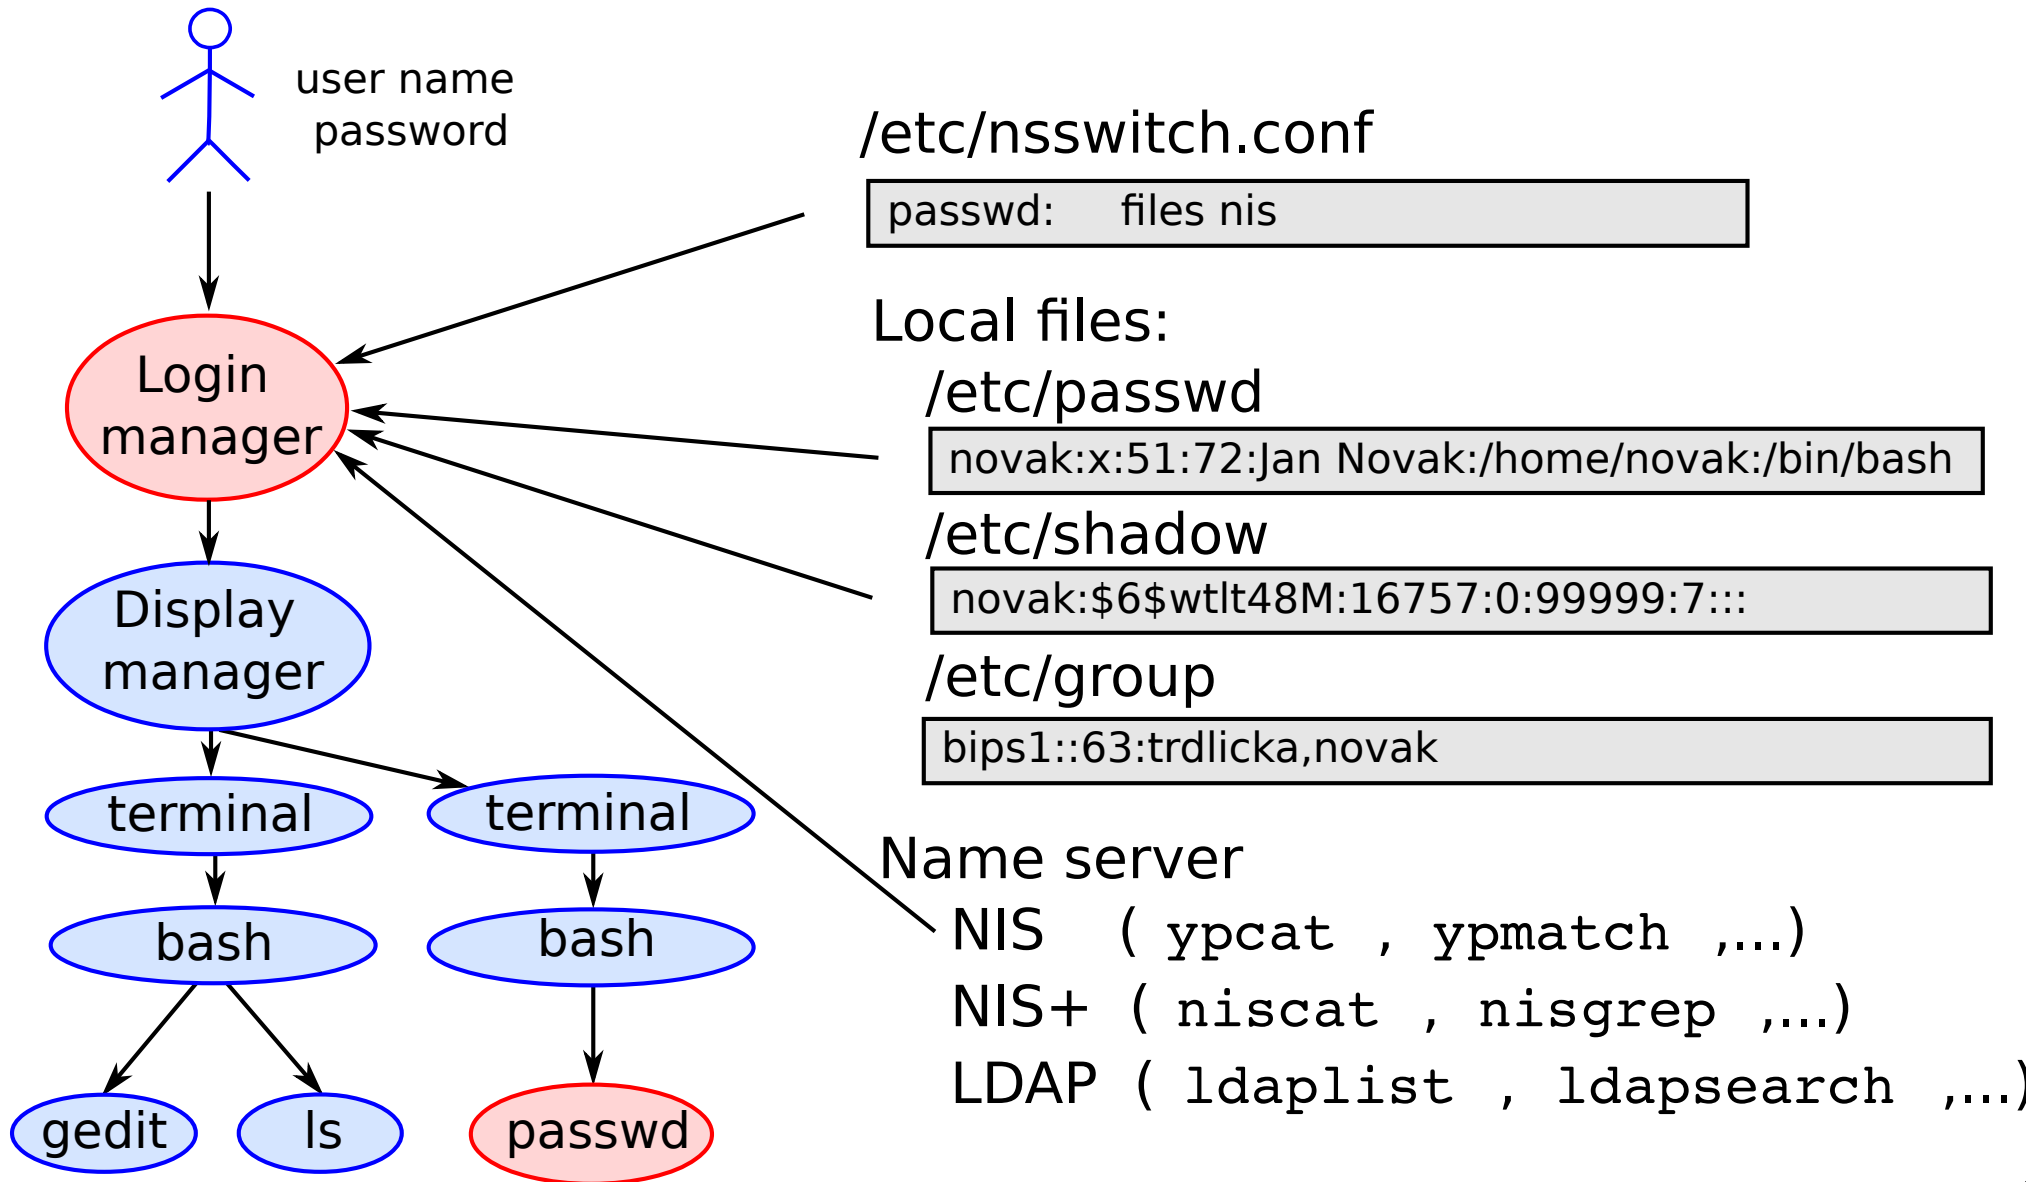 user name
password
/etc/nsswitch.conf
passwd: files nis
Local files:
/etc/passwd
novak:x:51:72:Jan Novak:/home/novak:/bin/bash
/etc/shadow
novak:$6$wtlt48M:16757:0:99999:7:::
/etc/group
bips1::63:trdlicka,novak
Name server
NIS ( ypcat , ypmatch ,...)
NIS+ ( niscat , nisgrep ,...)
LDAP ( ldaplist , ldapsearch ,...)
Login
manager
Display
manager
terminal
terminal
bash
bash
gedit
ls
passwd